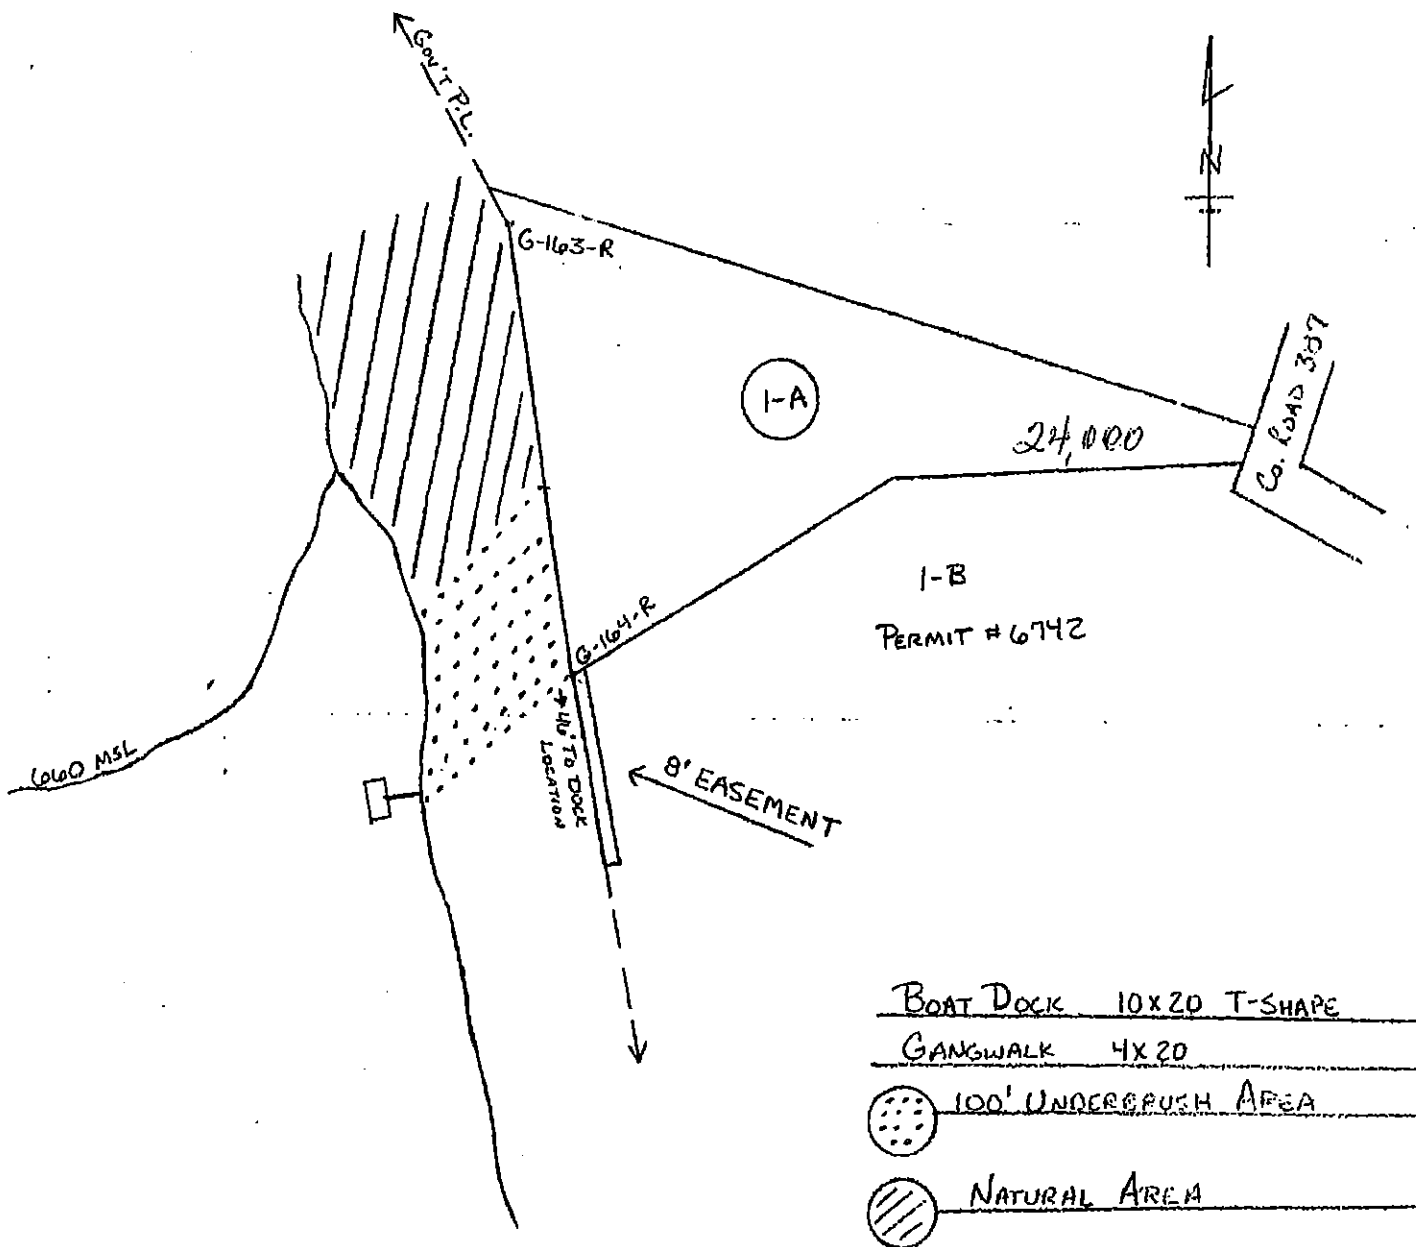 GOV'T P.L.
N
G-163-R
1-A
24,000
Co. ROAD 307
1-B
PERMIT # 6742
G-164-R
46' TO DOCK
LOCATION
8' EASEMENT
660 MSL
BOAT DOCK 10X20 T-SHAPE
GANGWALK 4X20
100' UNDERBRUSH AREA
NATURAL AREA